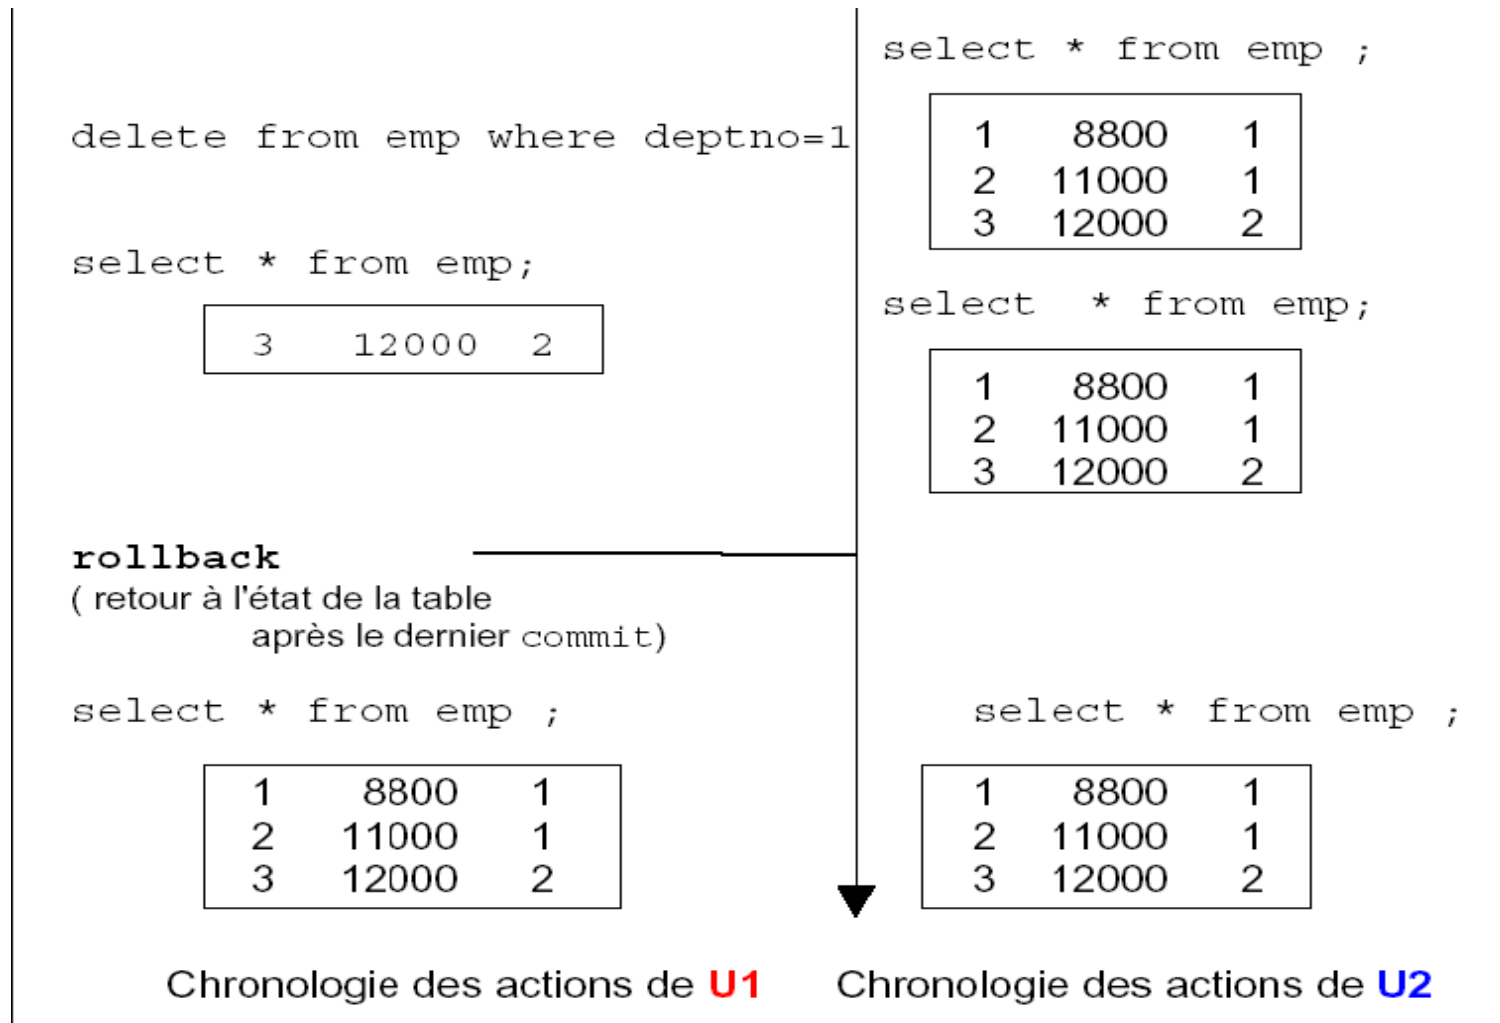 select * from emp ;
1 8800 1
2 11000 1
3 12000 2
delete from emp where deptno=1
select * from emp;
3 12000 2
select * from emp;
1 8800 1
2 11000 1
3 12000 2
rollback
( retour à l'état de la table
après le dernier commit)
select * from emp ;
1 8800 1
2 11000 1
3 12000 2
select * from emp ;
1 8800 1
2 11000 1
3 12000 2
Chronologie des actions de U1
Chronologie des actions de U2